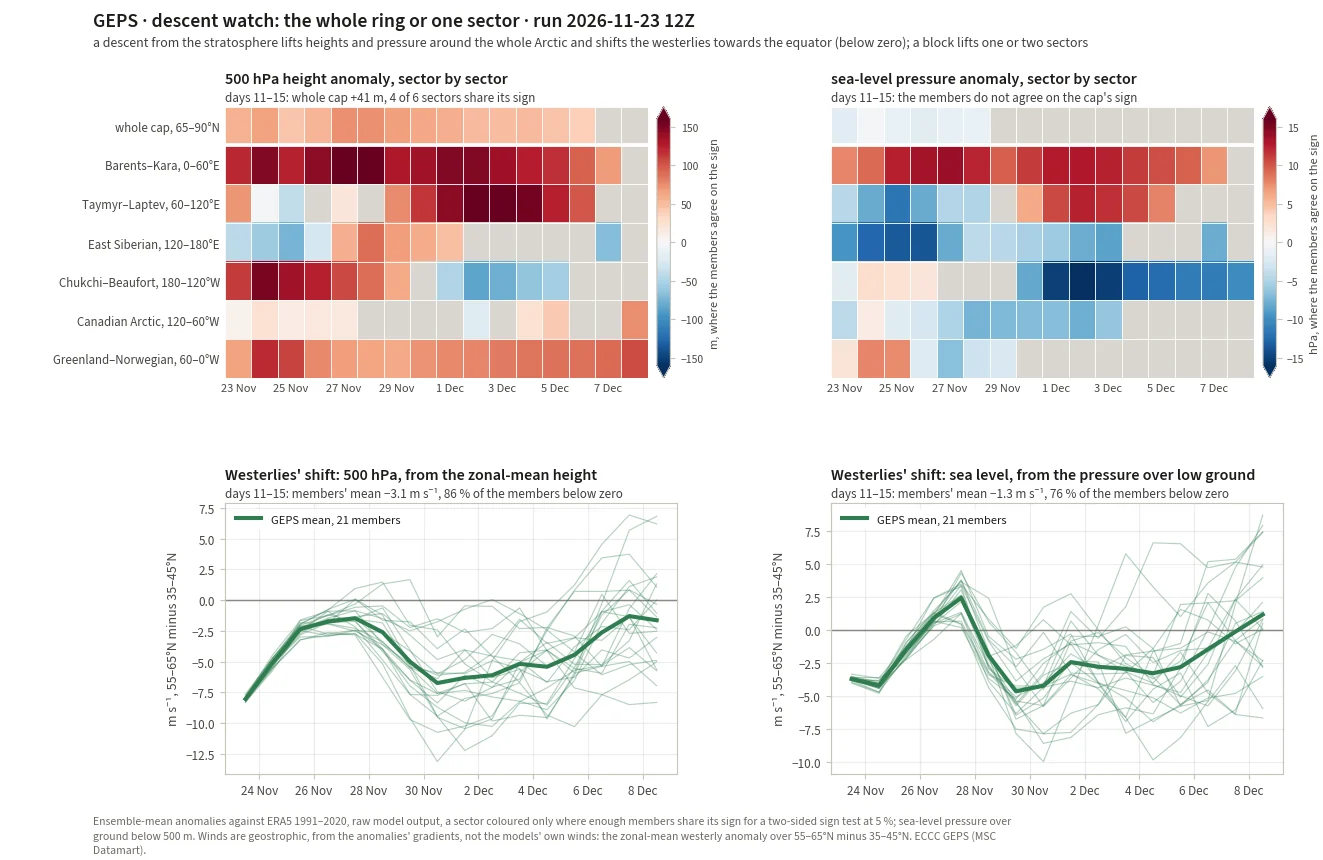 GEPS · descent watch: the whole ring or one sector · run 2026-11-23 12Z
a descent from the stratosphere lifts heights and pressure around the whole Arctic and shifts the westerlies towards the equator (below zero); a block lifts one or two sectors
500 hPa height anomaly, sector by sector
days 11–15: whole cap +41 m, 4 of 6 sectors share its sign
whole cap, 65–90°N
Barents–Kara, 0–60°E
Taymyr–Laptev, 60–120°E
East Siberian, 120–180°E
Chukchi–Beaufort, 180–120°W
Canadian Arctic, 120–60°W
Greenland–Norwegian, 60–0°W
23 Nov 25 Nov 27 Nov 29 Nov 1 Dec 3 Dec 5 Dec 7 Dec
150
100
50
0
−50
−100
−150
m, where the members agree on the sign
sea-level pressure anomaly, sector by sector
days 11–15: the members do not agree on the cap's sign
23 Nov 25 Nov 27 Nov 29 Nov 1 Dec 3 Dec 5 Dec 7 Dec
15
10
5
0
−5
−10
−15
hPa, where the members agree on the sign
Westerlies' shift: 500 hPa, from the zonal-mean height
days 11–15: members' mean −3.1 m s⁻¹, 86 % of the members below zero
GEPS mean, 21 members
7.5
5.0
2.5
0.0
−2.5
−5.0
−7.5
−10.0
−12.5
m s⁻¹, 55–65°N minus 35–45°N
24 Nov 26 Nov 28 Nov 30 Nov 2 Dec 4 Dec 6 Dec 8 Dec
Westerlies' shift: sea level, from the pressure over low ground
days 11–15: members' mean −1.3 m s⁻¹, 76 % of the members below zero
GEPS mean, 21 members
7.5
5.0
2.5
0.0
−2.5
−5.0
−7.5
−10.0
m s⁻¹, 55–65°N minus 35–45°N
24 Nov 26 Nov 28 Nov 30 Nov 2 Dec 4 Dec 6 Dec 8 Dec
Ensemble-mean anomalies against ERA5 1991–2020, raw model output, a sector coloured only where enough members share its sign for a two-sided sign test at 5 %; sea-level pressure over
ground below 500 m. Winds are geostrophic, from the anomalies' gradients, not the models' own winds: the zonal-mean westerly anomaly over 55–65°N minus 35–45°N. ECCC GEPS (MSC
Datamart).